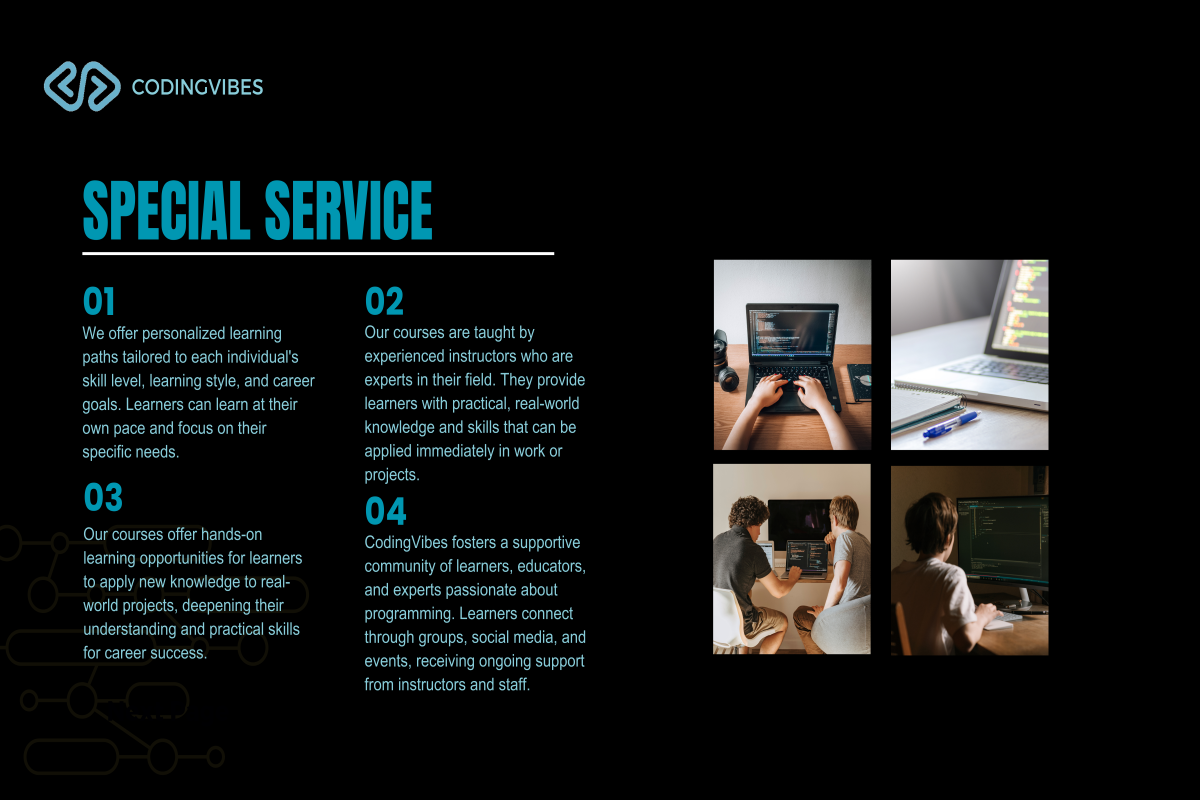 CODINGVIBES
SPECIAL SERVICE
01
We offer personalized learning
paths tailored to each individual's
skill level, learning style, and career
goals. Learners can learn at their
own pace and focus on their
specific needs.
02
Our courses are taught by
experienced instructors who are
experts in their field. They provide
learners with practical, real-world
knowledge and skills that can be
applied immediately in work or
projects.
03
Our courses offer hands-on
learning opportunities for learners
to apply new knowledge to real-
world projects, deepening their
understanding and practical skills
for career success.
04
CodingVibes fosters a supportive
community of learners, educators,
and experts passionate about
programming. Learners connect
through groups, social media, and
events, receiving ongoing support
from instructors and staff.